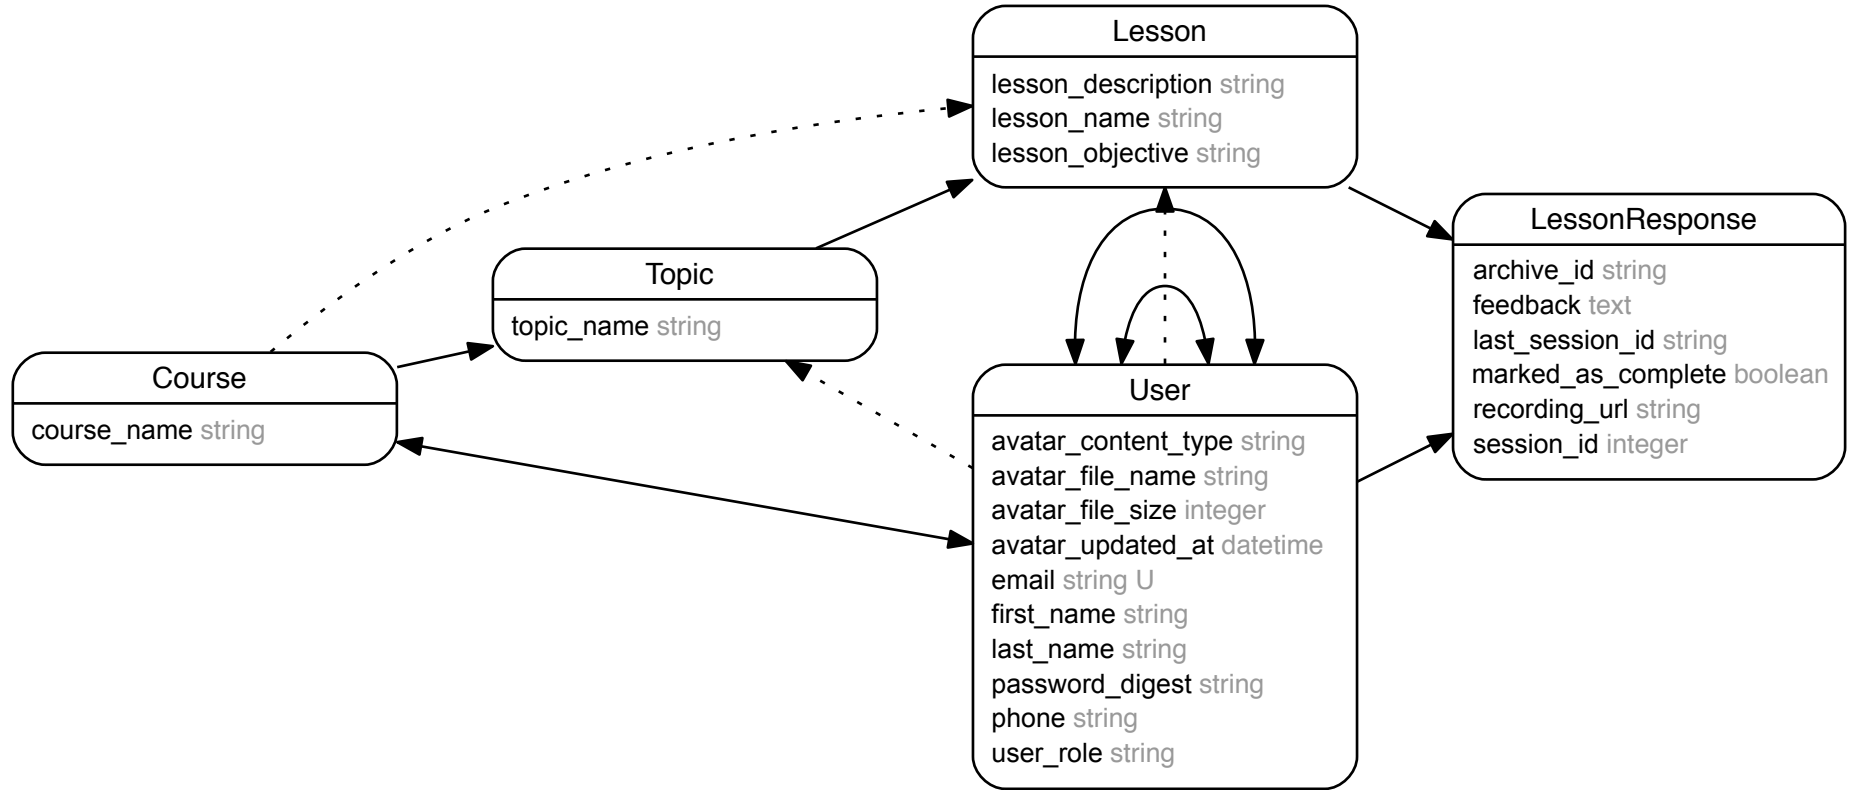 Lesson
lesson_description string
lesson_name string
lesson_objective string
LessonResponse
archive_id string
feedback text
last_session_id string
marked_as_complete boolean
recording_url string
session_id integer
Topic
topic_name string
Course
course_name string
User
avatar_content_type string
avatar_file_name string
avatar_file_size integer
avatar_updated_at datetime
email string U
first_name string
last_name string
password_digest string
phone string
user_role string